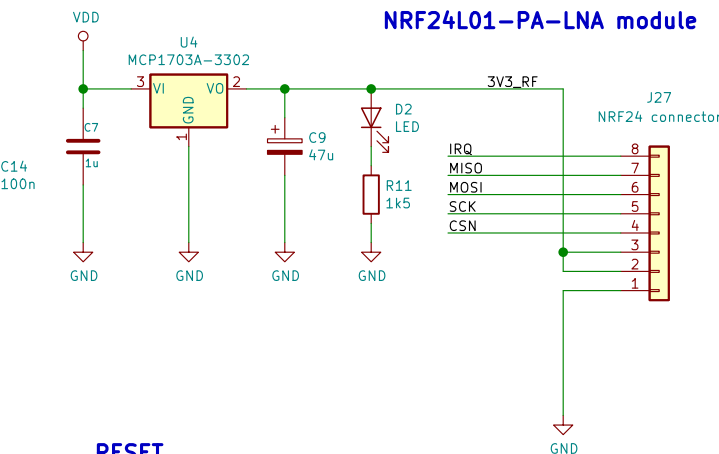 NRF24L01-PA-LNA module
VDD
U4
MCP1703A-3302
3 VI VO 2
GND
1
3V3_RF
C7
1u
C14
100n
C9
47u
+
D2
LED
R11
1k5
J27
NRF24 connector
IRQ 8
MISO 7
MOSI 6
SCK 5
CSN 4
3
2
1
GND GND GND GND
GND
RESET